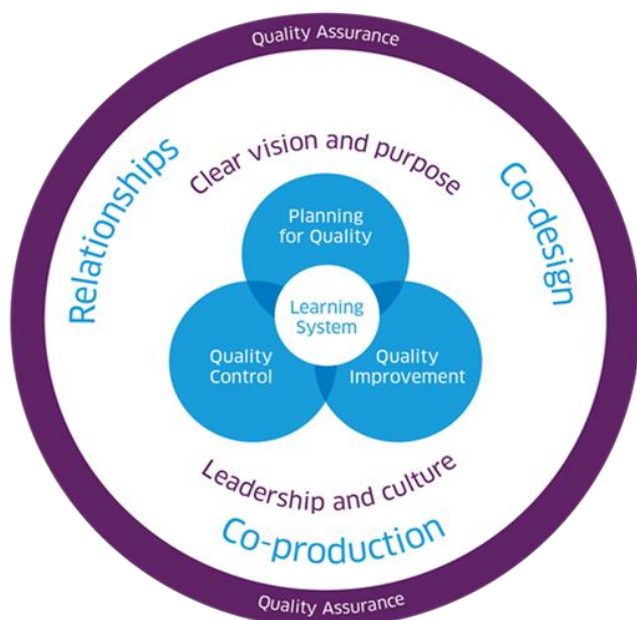 Quality Assurance
Clear vision and purpose
Relationships
Co-design
Planning
for Quality
Learning
System
Quality
Control
Quality
Improvement
Leadership and culture
Co-production
Quality Assurance